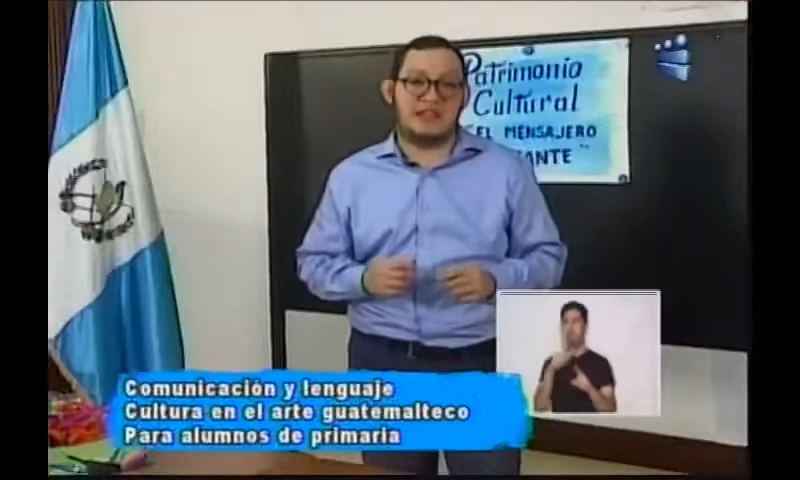 Patrimonio
Cultural
"EL MENSAJERO
Comunicación y lenguaje
Cultura en el arte guatemalteco
Para alumnos de primaria